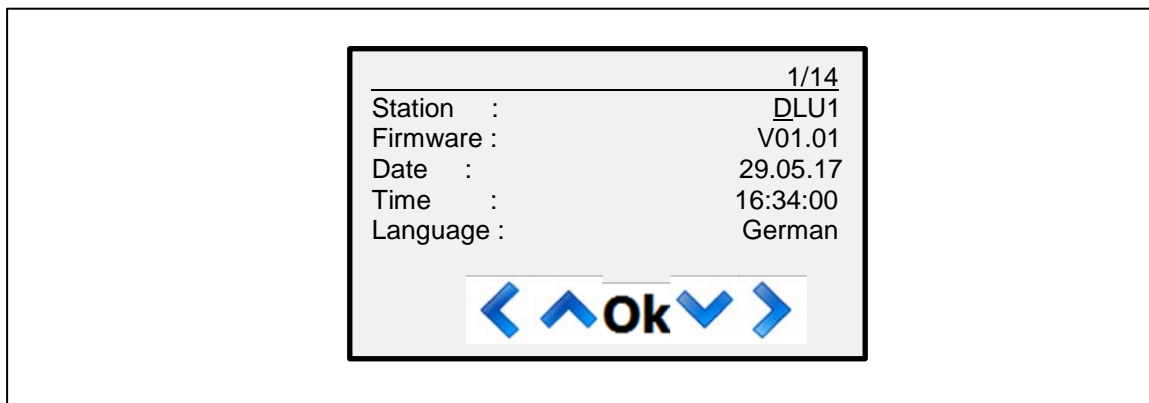 1/14
Station : DLU1
Firmware : V01.01
Date : 29.05.17
Time : 16:34:00
Language : German
Ok